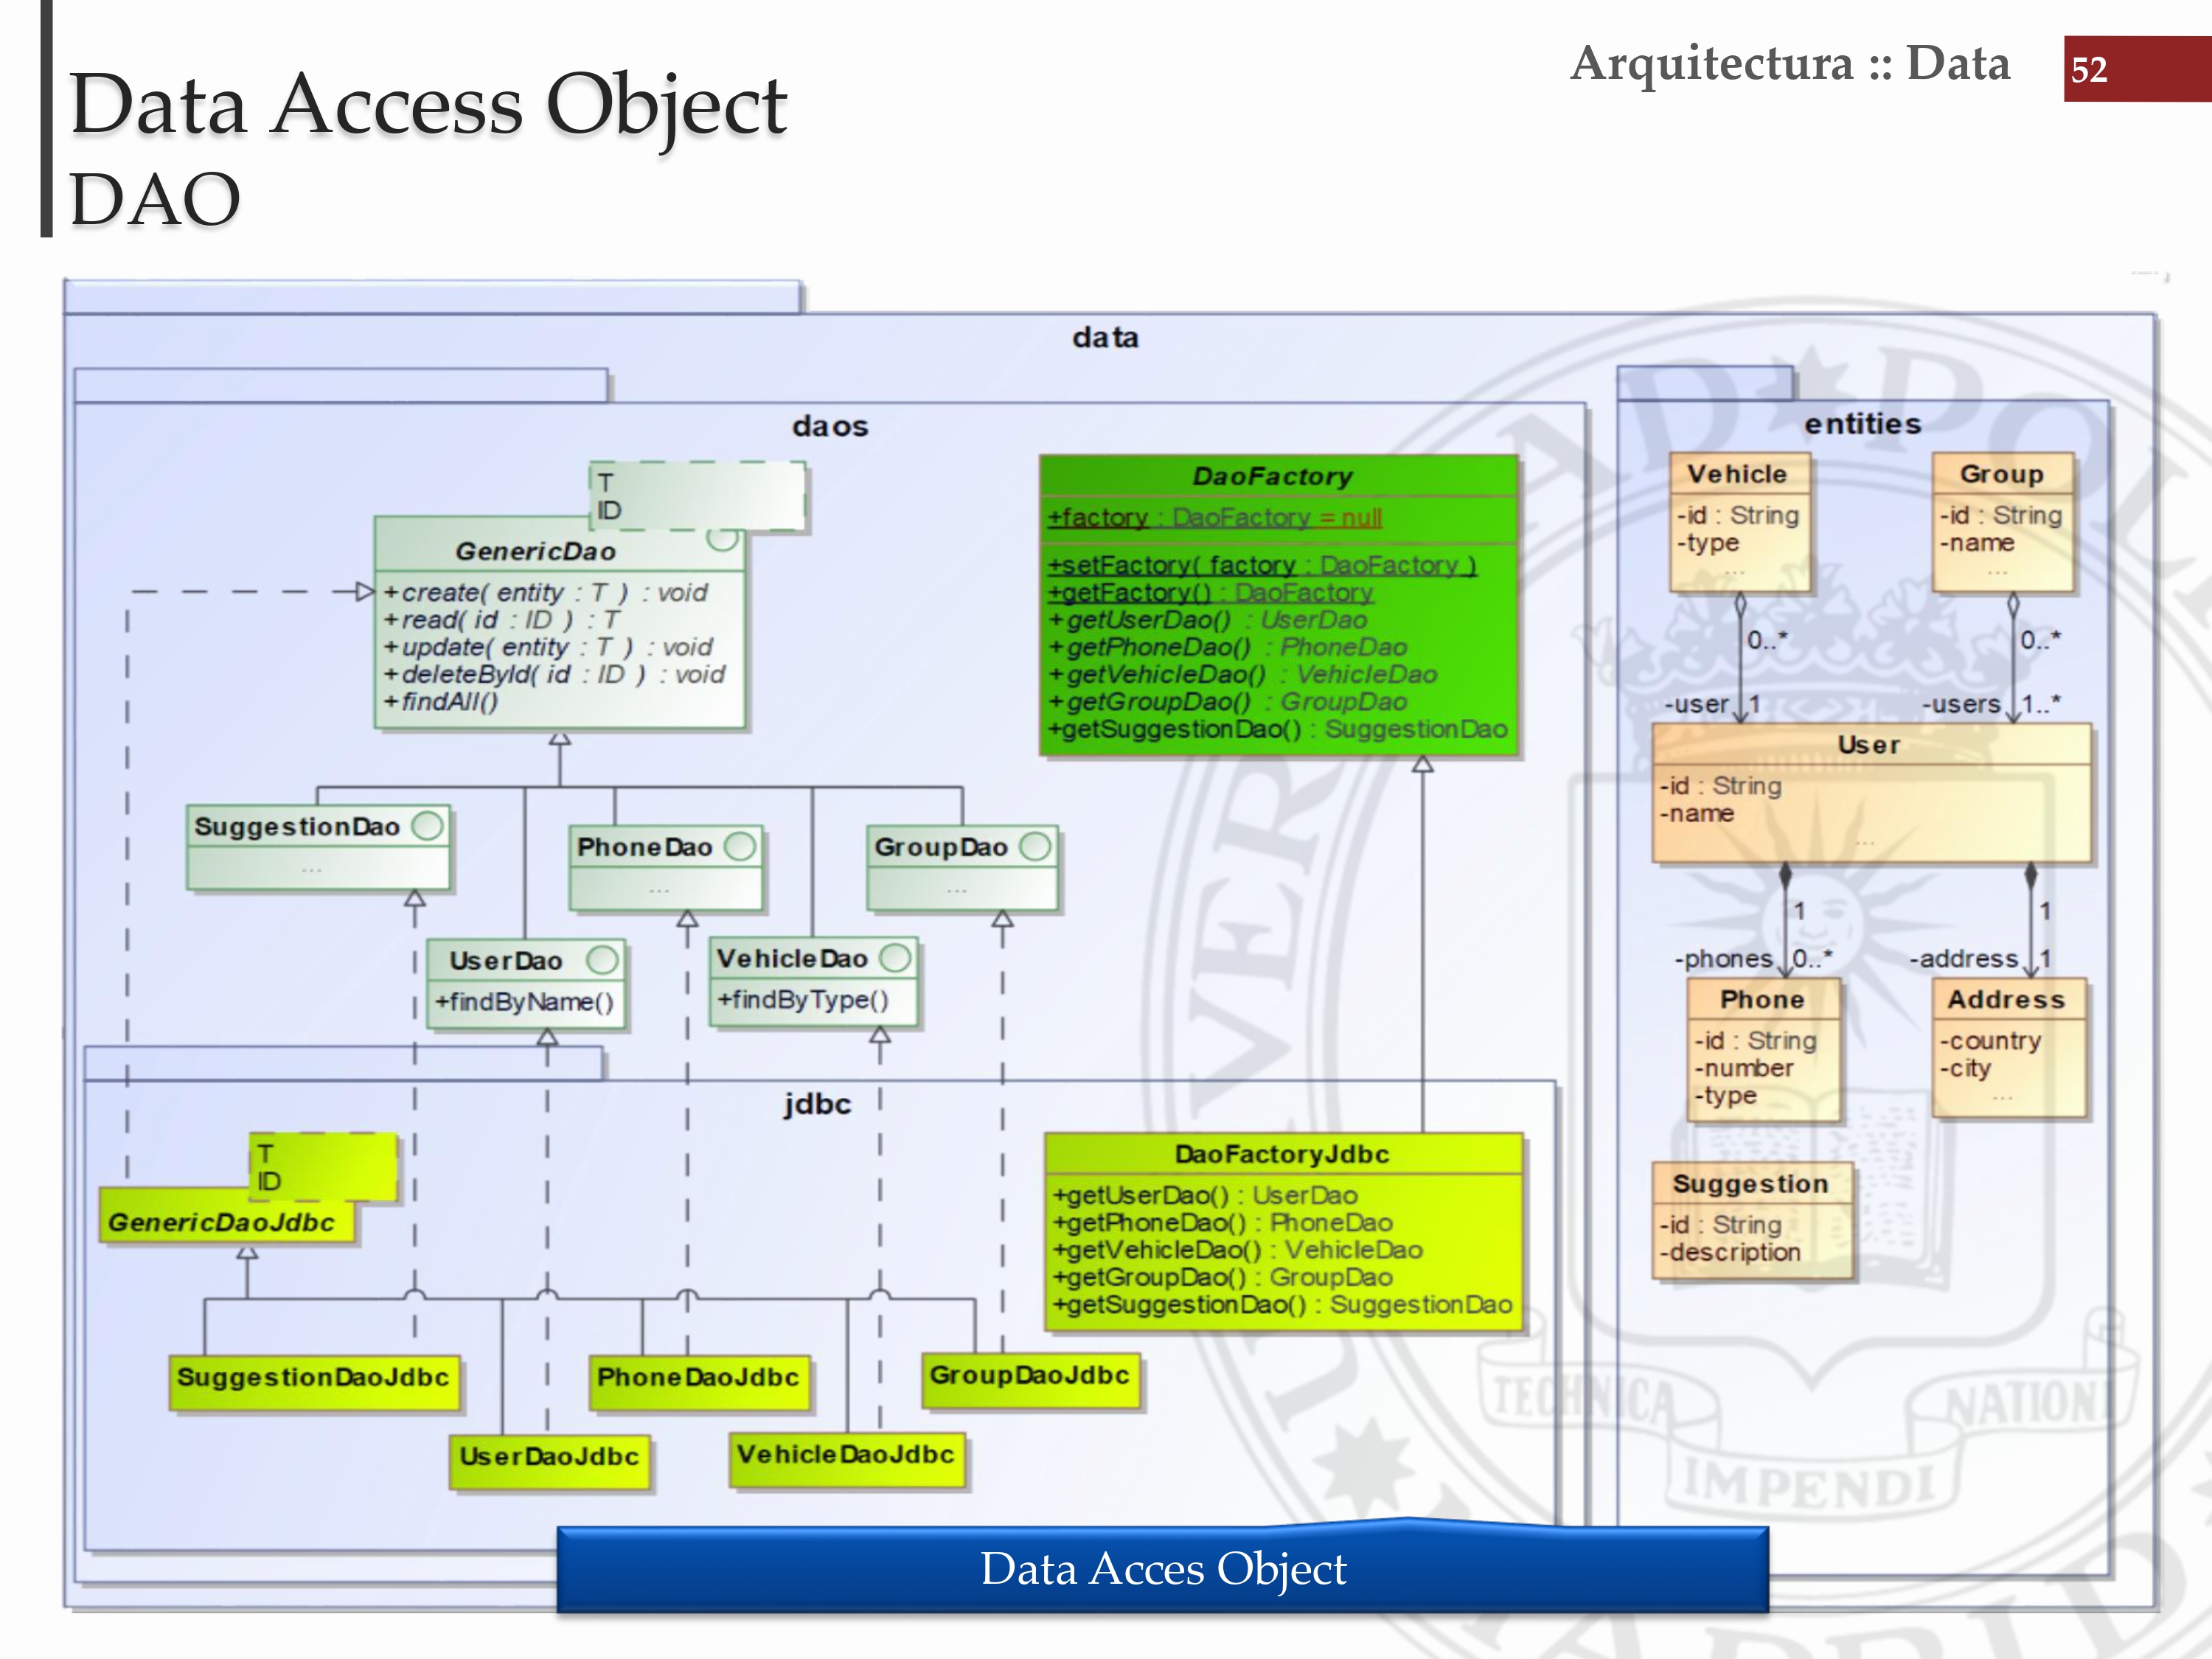 Arquitectura :: Data
52
Data Access Object
DAO
data
daos
T
ID
GenericDao
+create( entity : T ) : void
+read( id : ID ) : T
+update( entity : T ) : void
+deleteById( id : ID ) : void
+findAll()
DaoFactory
+factory : DaoFactory = null
+setFactory( factory : DaoFactory )
+getFactory() : DaoFactory
+getUserDao() : UserDao
+getPhoneDao() : PhoneDao
+getVehicleDao() : VehicleDao
+getGroupDao() : GroupDao
+getSuggestionDao() : SuggestionDao
SuggestionDao
...
PhoneDao
...
GroupDao
...
UserDao
+findByName()
VehicleDao
+findByType()
jdbc
T
ID
GenericDaoJdbc
DaoFactoryJdbc
+getUserDao() : UserDao
+getPhoneDao() : PhoneDao
+getVehicleDao() : VehicleDao
+getGroupDao() : GroupDao
+getSuggestionDao() : SuggestionDao
SuggestionDaoJdbc
PhoneDaoJdbc
GroupDaoJdbc
UserDaoJdbc
VehicleDaoJdbc
entities
Vehicle
-id : String
-type
...
Group
-id : String
-name
...
0..*
0..*
-user 1
-users 1..*
User
-id : String
-name
...
1
1
-phones 0..*
-address 1
Phone
-id : String
-number
-type
Address
-country
-city
...
Suggestion
-id : String
-description
TECHNICA
IMPENDI
NATIONI
Data Acces Object